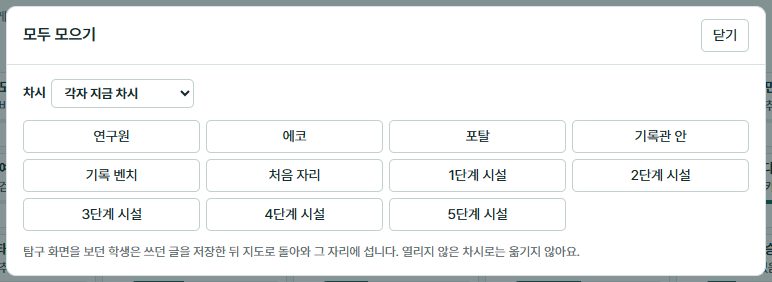 모두 모으기
닫기
차시 각자 지금 차시
연구원 에코 포탈 기록관 안
기록 벤치 처음 자리 1단계 시설 2단계 시설
3단계 시설 4단계 시설 5단계 시설
탐구 화면을 보던 학생은 쓰던 글을 저장한 뒤 지도로 돌아와 그 자리에 섭니다. 열리지 않은 차시로는 옮기지 않아요.